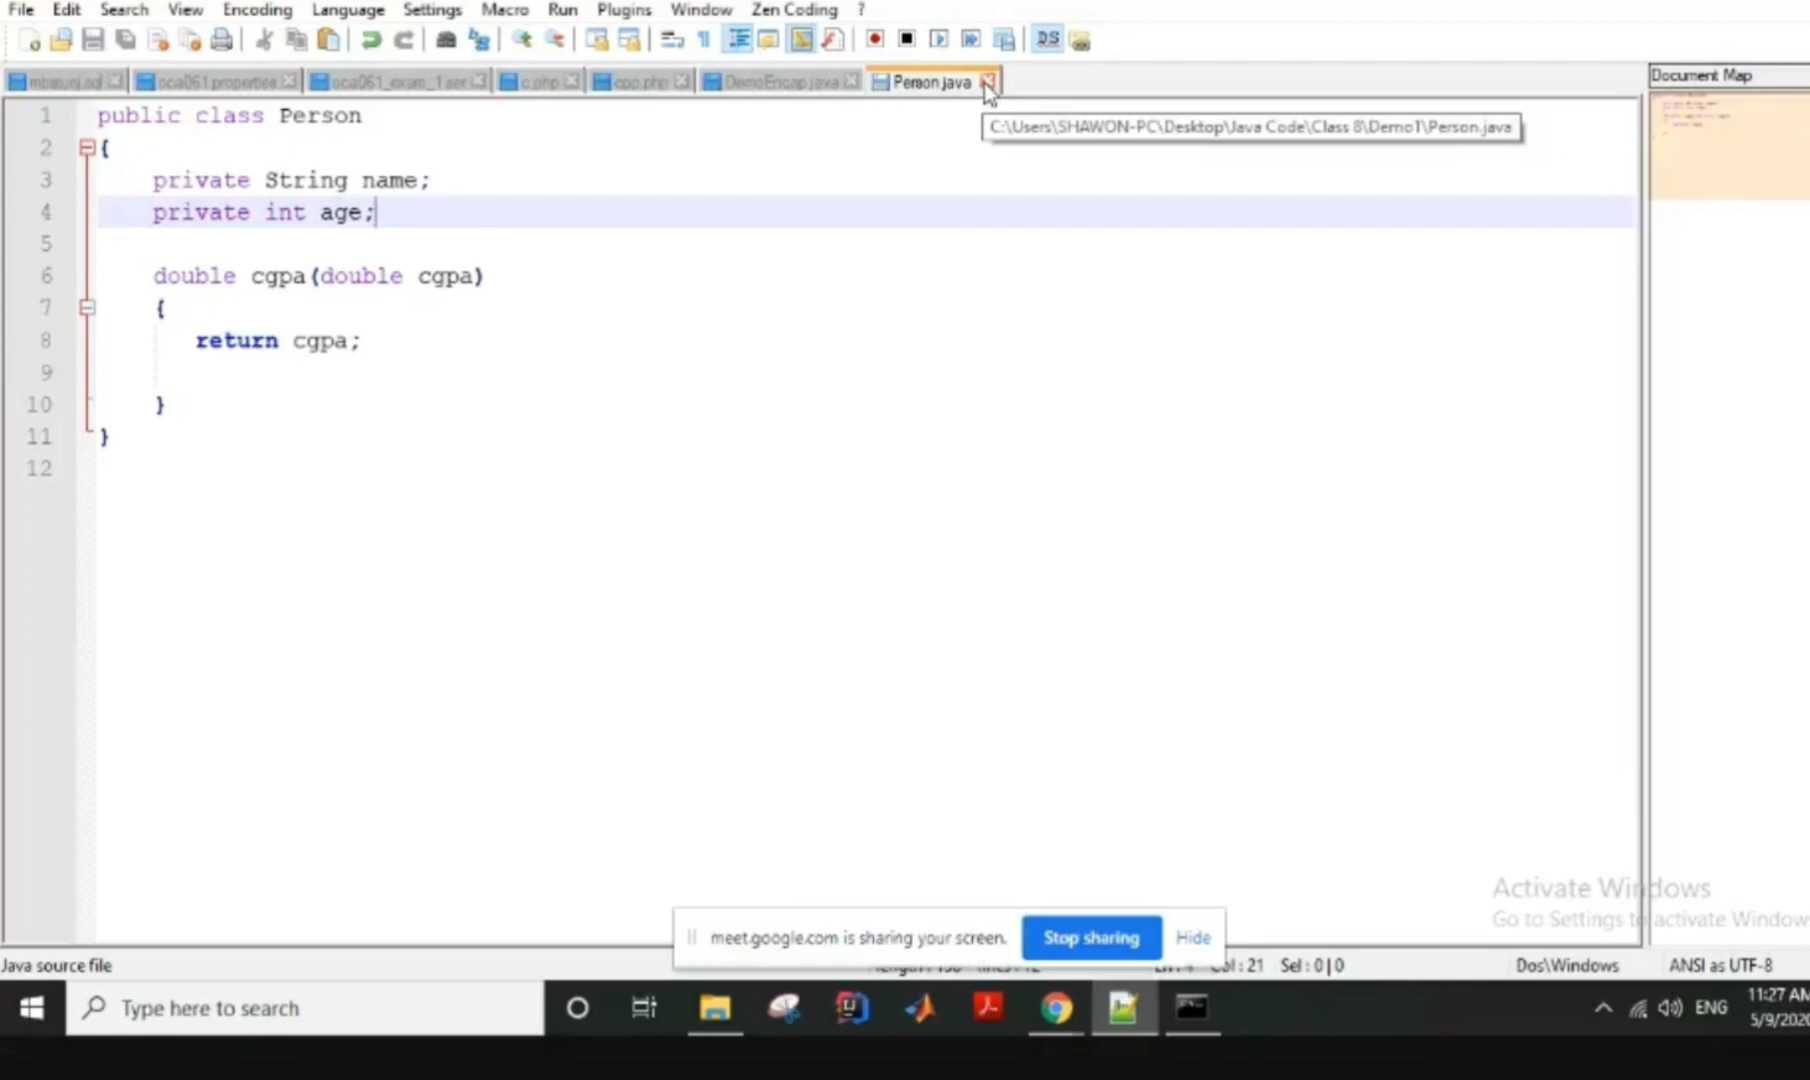 File Edit Search View Encoding Language Settings Macro Run Plugins Window Zen Coding ?
oca061.properties oca061_exam_1.ser c.php cpp.php DemoEncap.java Person.java
Document Map
C:\Users\SHAWON-PC\Desktop\Java Code\Class 8\Demo1\Person.java
1 public class Person
2 {
3 private String name;
4 private int age;
5
6 double cgpa(double cgpa)
7 {
8 return cgpa;
9
10 }
11 }
12
Activate Windows
Go to Settings to activate Window
meet.google.com is sharing your screen. Stop sharing Hide
Java source file Col : 21 Sel : 0 | 0 Dos\Windows ANSI as UTF-8
Type here to search ENG 11:27 AM
5/9/2020